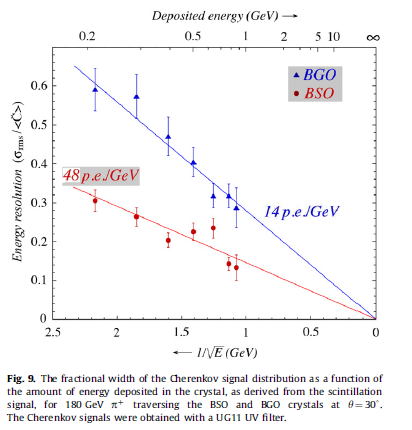 Deposited energy (GeV) →
0.2 0.5 1 2 5 10 ∞
Energy resolution (σrms/<Č>)
0.6
0.5
0.4
0.3
0.2
0.1
0
BGO
BSO
48 p.e./GeV
14 p.e./GeV
2.5 2 1.5 1 0.5 0
← 1/√E (GeV)
Fig. 9. The fractional width of the Cherenkov signal distribution as a function of
the amount of energy deposited in the crystal, as derived from the scintillation
signal, for 180 GeV π⁺ traversing the BSO and BGO crystals at θ = 30°.
The Cherenkov signals were obtained with a UG11 UV filter.